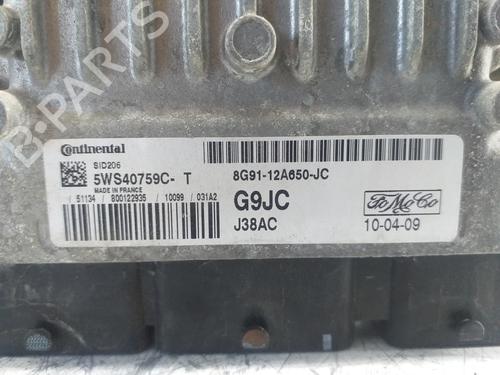 B-PARTS
Continental
SID206
5WS40759C- T
MADE IN FRANCE
/ 51134 / 800122935 / 10099 / 031A2
8G91-12A650-JC
G9JC
J38AC
FoMoCo
10-04-09